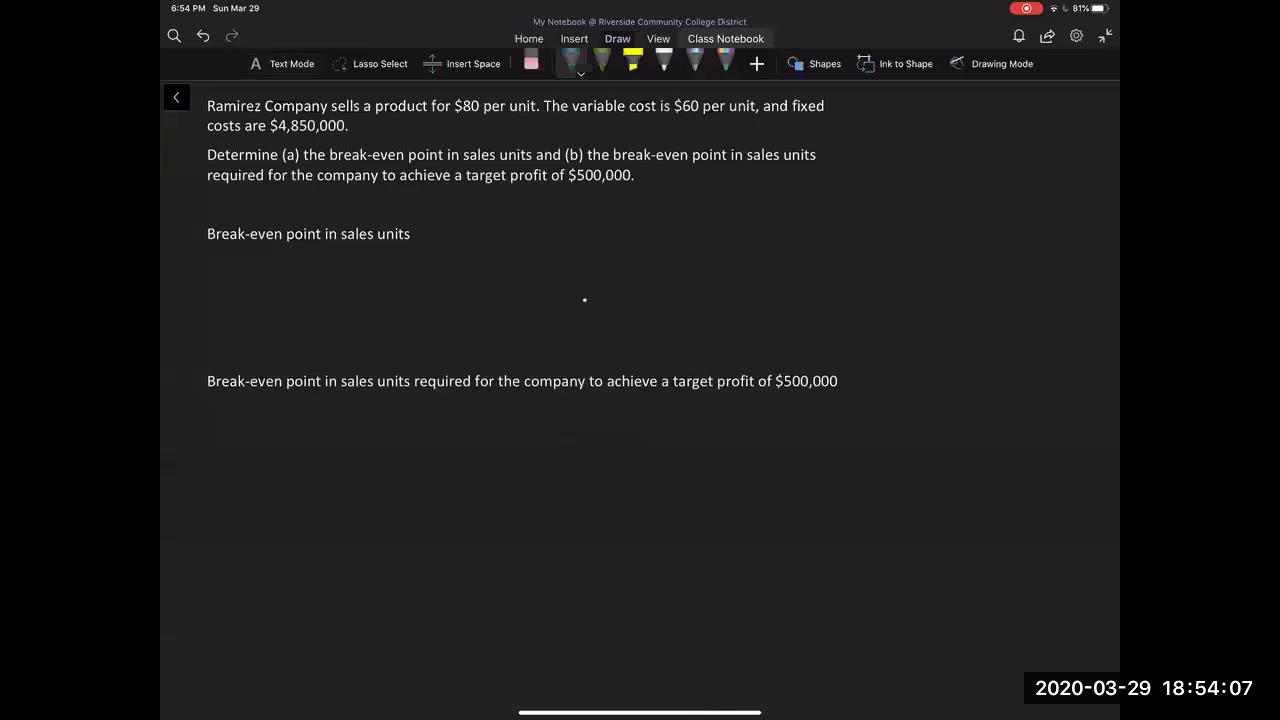 6:54 PM Sun Mar 29
81%
My Notebook @ Riverside Community College District
Home Insert Draw View Class Notebook
A Text Mode Lasso Select Insert Space Shapes Ink to Shape Drawing Mode
Ramirez Company sells a product for $80 per unit. The variable cost is $60 per unit, and fixed
costs are $4,850,000.
Determine (a) the break-even point in sales units and (b) the break-even point in sales units
required for the company to achieve a target profit of $500,000.
Break-even point in sales units
Break-even point in sales units required for the company to achieve a target profit of $500,000
2020-03-29 18:54:07